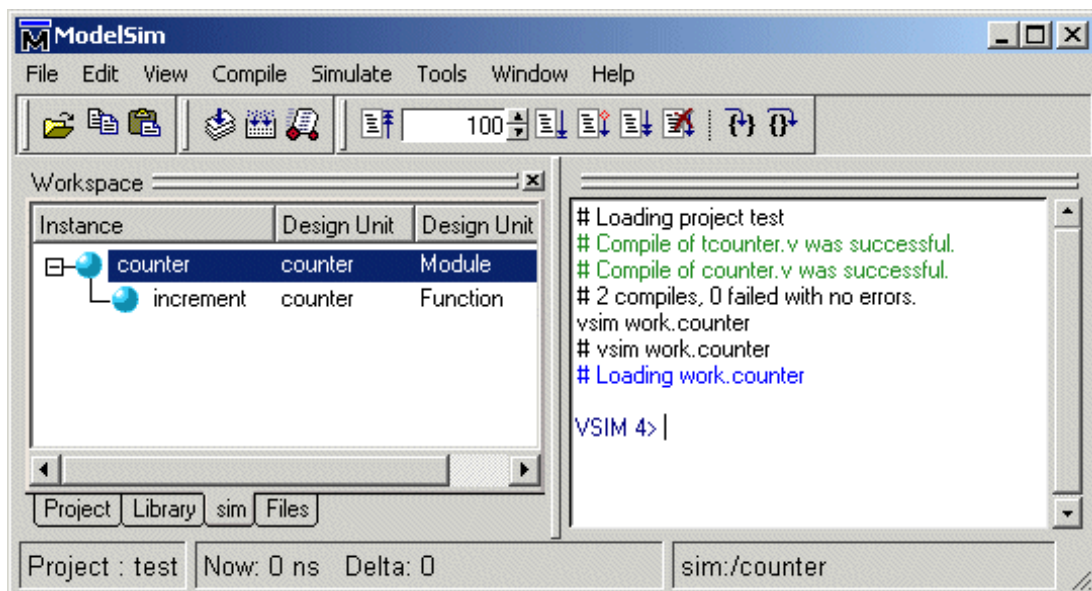 ModelSim
File Edit View Compile Simulate Tools Window Help
100
Workspace
Instance Design Unit Design Unit
counter counter Module
increment counter Function
Project Library sim Files
# Loading project test
# Compile of tcounter.v was successful.
# Compile of counter.v was successful.
# 2 compiles, 0 failed with no errors.
vsim work.counter
# vsim work.counter
# Loading work.counter
VSIM 4>
Project : test Now: 0 ns Delta: 0 sim:/counter